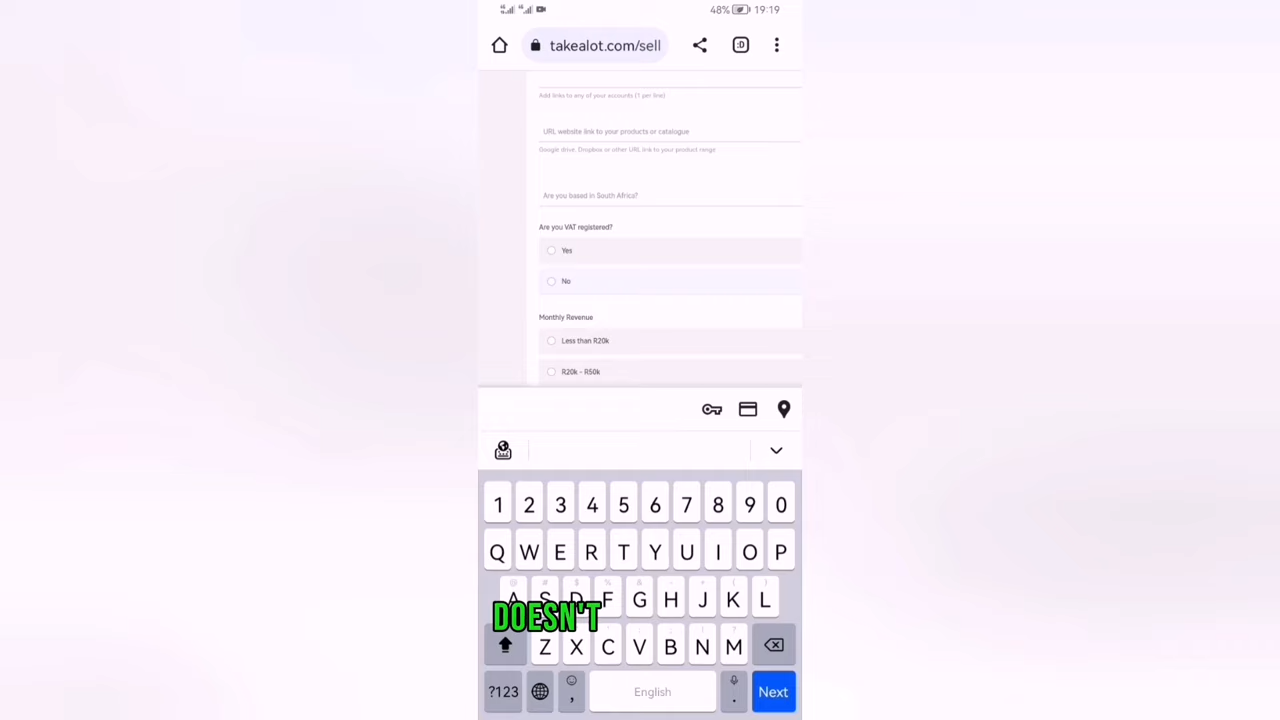 48% 19:19
takealot.com/sell
:D
Add links to any of your accounts (1 per line)
URL website link to your products or catalogue
Google drive, Dropbox or other URL link to your product range
Are you based in South Africa?
Are you VAT registered?
Yes
No
Monthly Revenue
Less than R20k
R20k - R50k
1 2 3 4 5 6 7 8 9 0
Q W E R T Y U I O P
A S D F G H J K L
DOESN'T
Z X C V B N M
?123 , English . Next